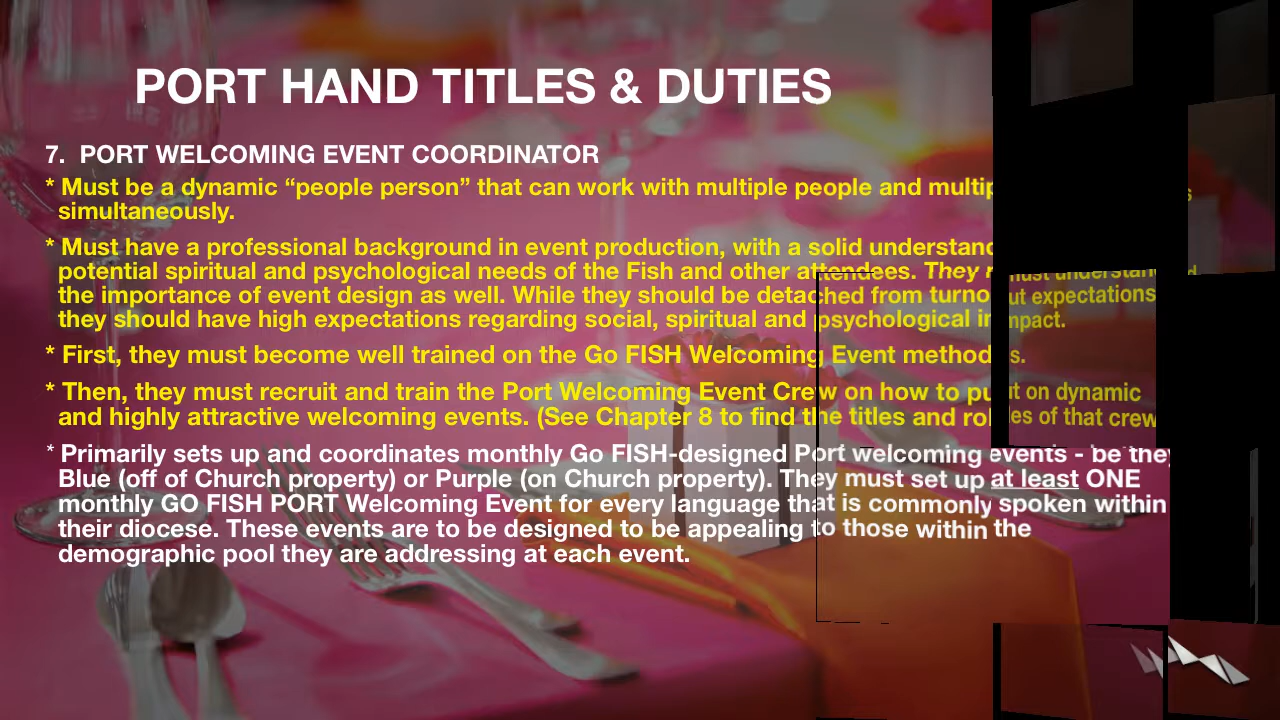 PORT HAND TITLES & DUTIES
7. PORT WELCOMING EVENT COORDINATOR
* Must be a dynamic “people person” that can work with multiple people and
simultaneously.
* Must have a professional background in event production, with a solid
potential spiritual and psychological needs of the Fish and other attendees. They must understand
the importance of event design as well. While they should be detached from turnout expectations
they should have high expectations regarding social, spiritual and psychological impact.
* First, they must become well trained on the Go FISH Welcoming Event methods.
* Then, they must recruit and train the Port Welcoming Event Crew on how to put on dynamic
and highly attractive welcoming events. (See Chapter 8 to find the titles and roles of that crew
* Primarily sets up and coordinates monthly Go FISH-designed Port welcoming events - be they
Blue (off of Church property) or Purple (on Church property). They must set up at least ONE
monthly GO FISH PORT Welcoming Event for every language that is commonly spoken within
their diocese. These events are to be designed to be appealing to those within the
demographic pool they are addressing at each event.